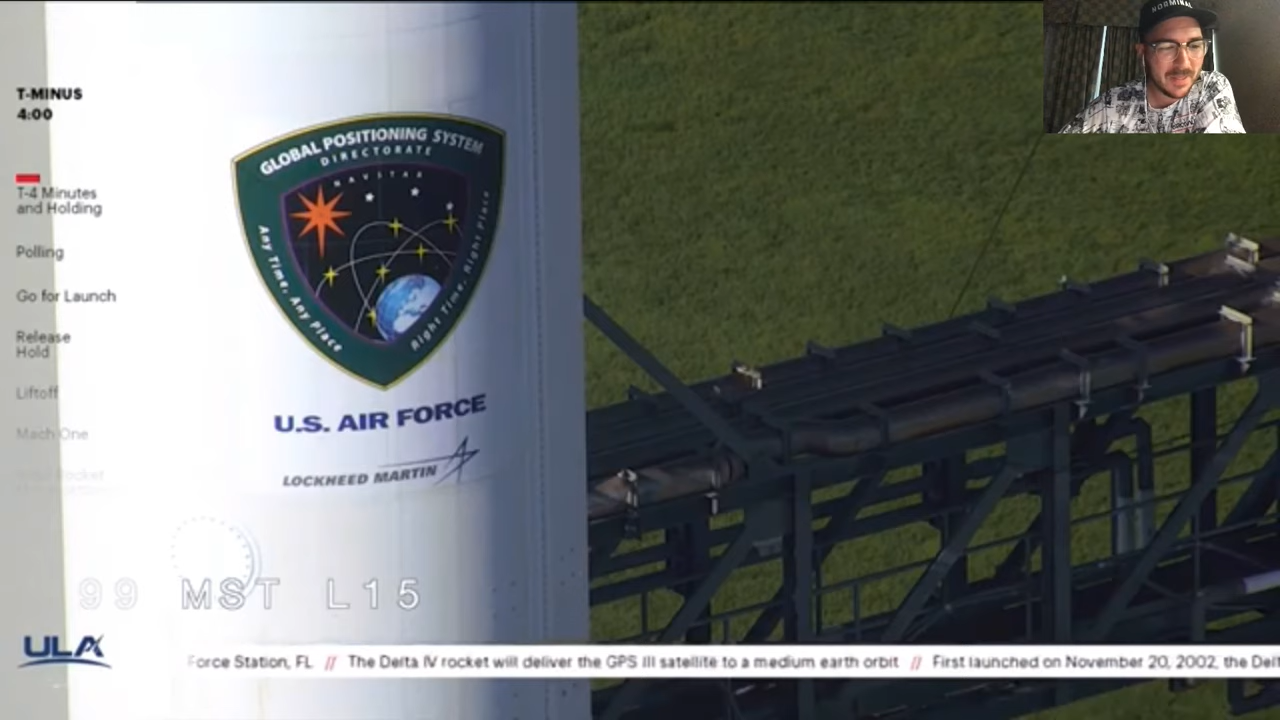 NORMINAL
T-MINUS
4:00
T-4 Minutes
and Holding
Polling
Go for Launch
Release
Hold
Liftoff
Mach One
GLOBAL POSITIONING SYSTEM
DIRECTORATE
NAVSTAR
Any Time, Any Place
Right Time, Right Place
U.S. AIR FORCE
LOCKHEED MARTIN
99 MST L15
ULA
Force Station, FL // The Delta IV rocket will deliver the GPS III satellite to a medium earth orbit // First launched on November 20, 2002, the Delt